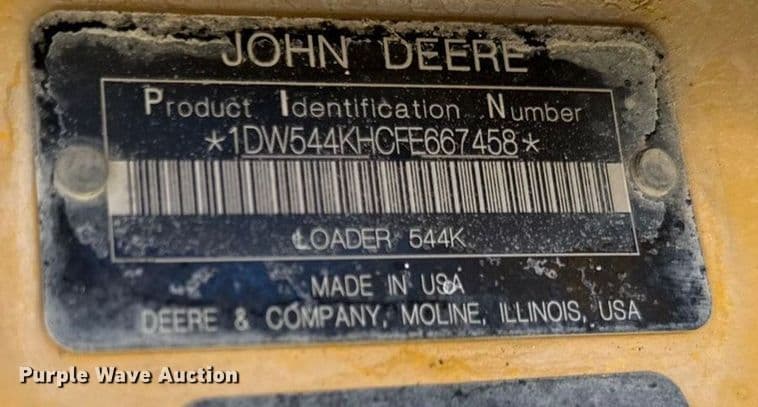 JOHN DEERE
Product Identification Number
*1DW544KHCFE667458*
LOADER 544K
MADE IN USA
DEERE & COMPANY, MOLINE, ILLINOIS, USA
Purple Wave Auction